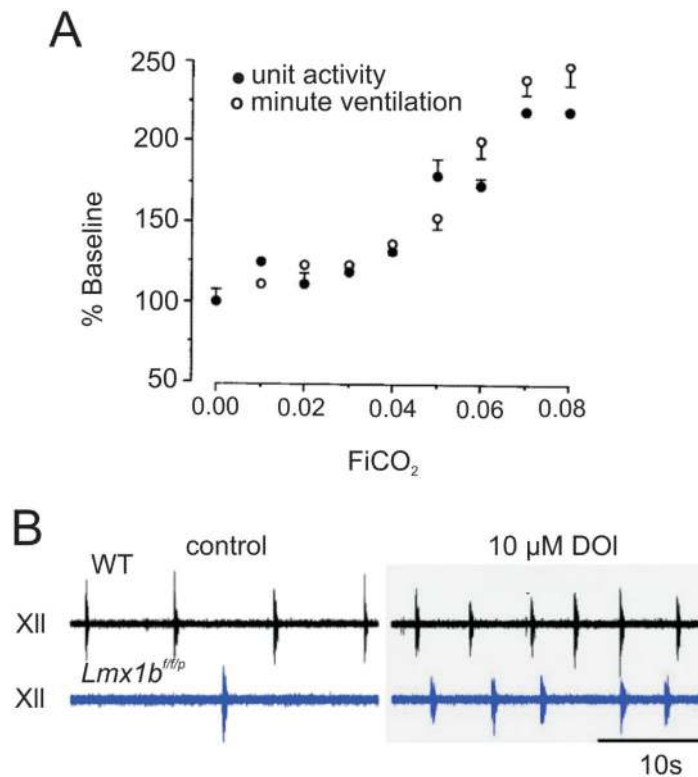 A
250
200
150
100
50
% Baseline
unit activity
minute ventilation
0.00 0.02 0.04 0.06 0.08
FiCO₂
B
WT control 10 µM DOI
XII
Lmx1b^f/f/p
XII
10s